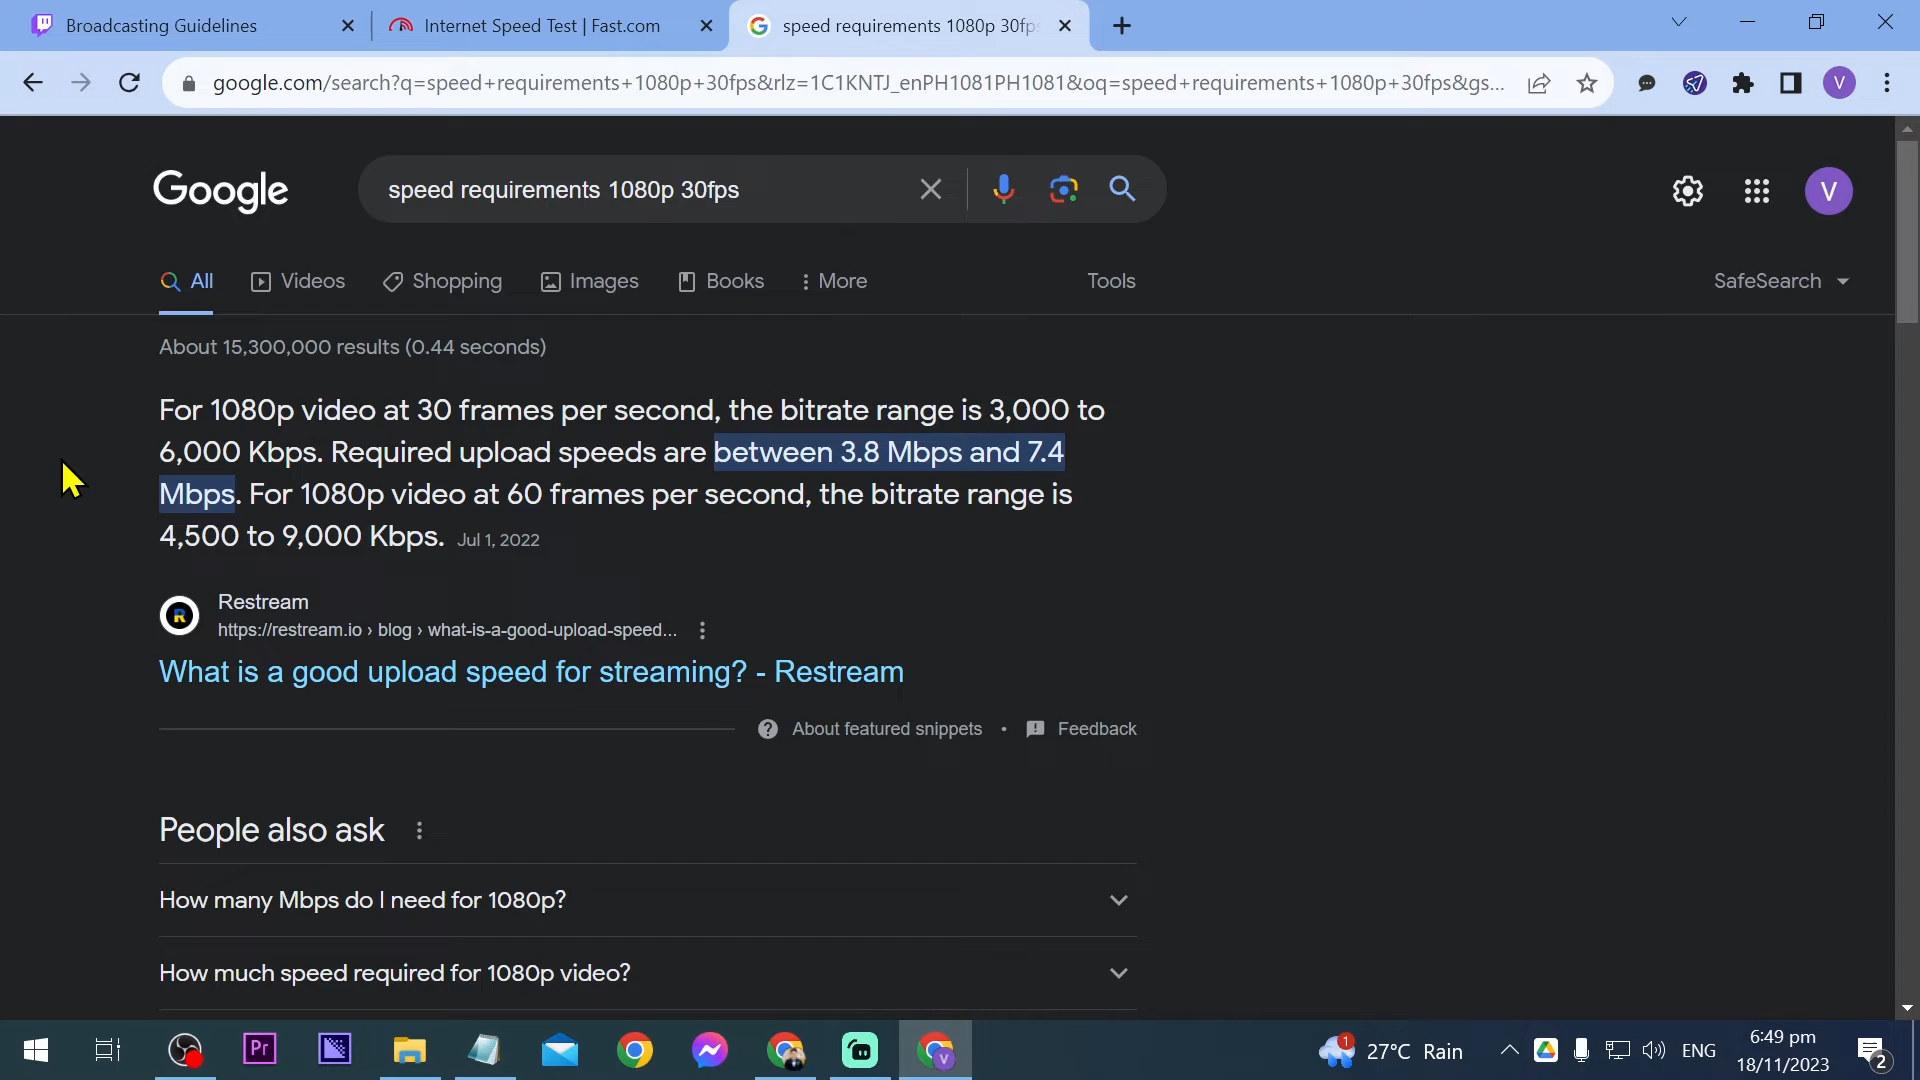 Broadcasting Guidelines
Internet Speed Test | Fast.com
speed requirements 1080p 30fps
google.com/search?q=speed+requirements+1080p+30fps&rlz=1C1KNTJ_enPH1081PH1081&oq=speed+requirements+1080p+30fps&gs...
V
Google
speed requirements 1080p 30fps
V
All
Videos
Shopping
Images
Books
More
Tools
SafeSearch
About 15,300,000 results (0.44 seconds)
For 1080p video at 30 frames per second, the bitrate range is 3,000 to
6,000 Kbps. Required upload speeds are between 3.8 Mbps and 7.4
Mbps. For 1080p video at 60 frames per second, the bitrate range is
4,500 to 9,000 Kbps. Jul 1, 2022
R
Restream
https://restream.io › blog › what-is-a-good-upload-speed...
What is a good upload speed for streaming? - Restream
About featured snippets • Feedback
People also ask
How many Mbps do I need for 1080p?
How much speed required for 1080p video?
Pr
V
1
27°C Rain
ENG
6:49 pm
18/11/2023
2